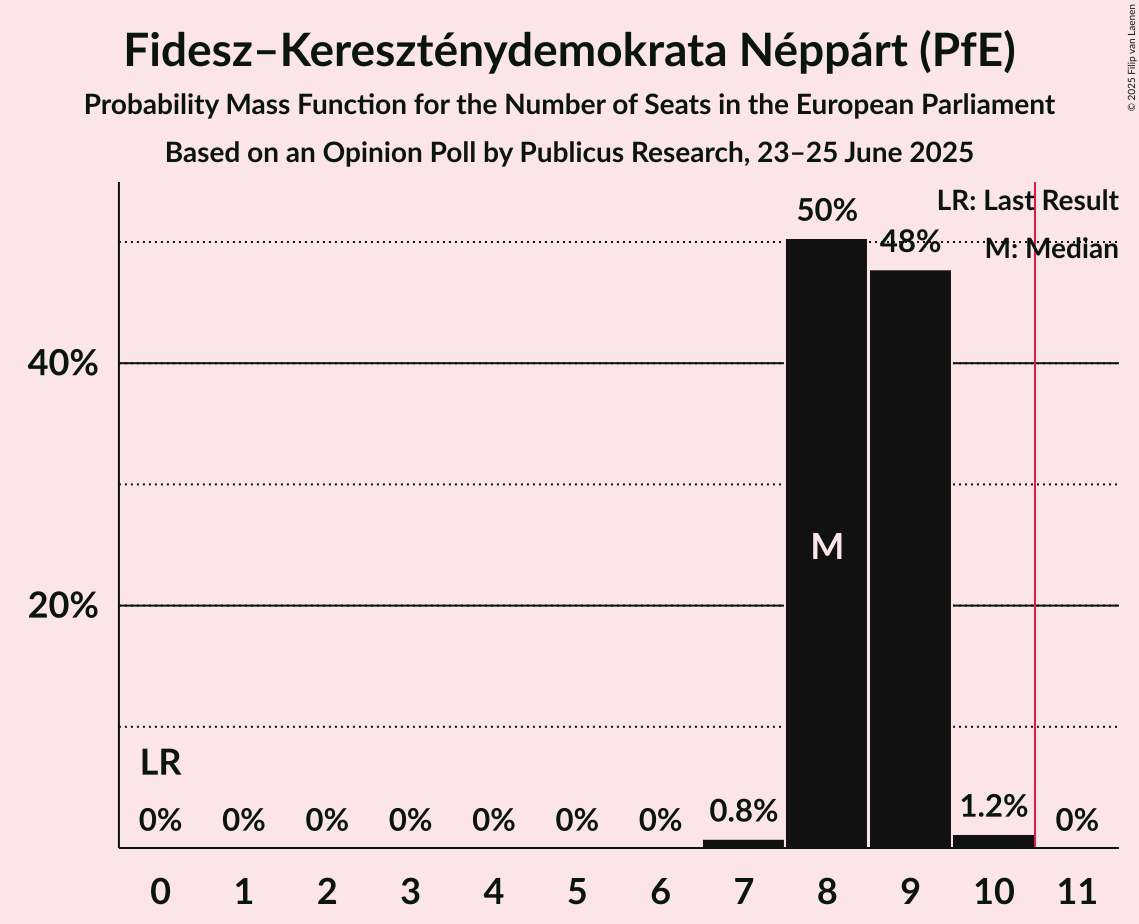 Fidesz–Kereszténydemokrata Néppárt (PfE)
Probability Mass Function for the Number of Seats in the European Parliament
Based on an Opinion Poll by Publicus Research, 23–25 June 2025
© 2025 Filip van Laenen
LR: Last Result
M: Median
50%
48%
40%
M
20%
LR
0% 0% 0% 0% 0% 0% 0% 0.8% 1.2% 0%
0 1 2 3 4 5 6 7 8 9 10 11